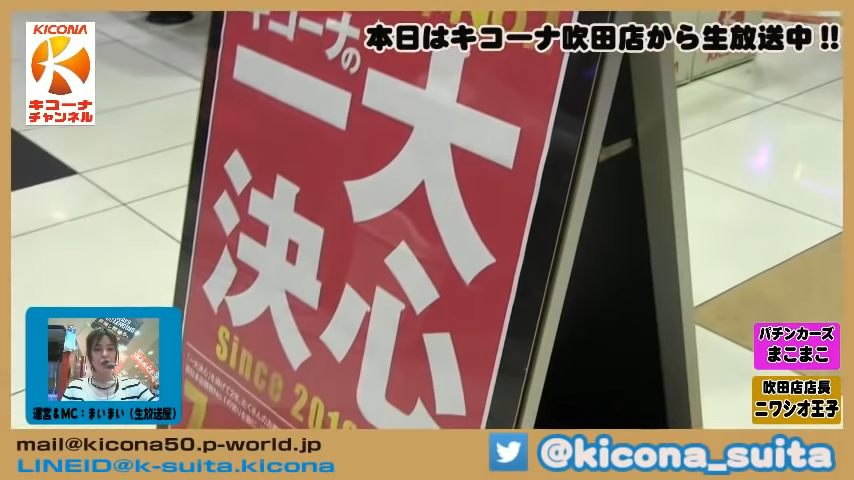 KICONA
キコーナ
チャンネル
本日はキコーナ吹田店から生放送中!!
キコーナの
一大決心
Since 201
パチンカーズ
まこまこ
吹田店店長
ニワシオ王子
運営&MC:まいまい(生放送屋)
mail@kicona50.p-world.jp
LINEID@k-suita.kicona
@kicona_suita